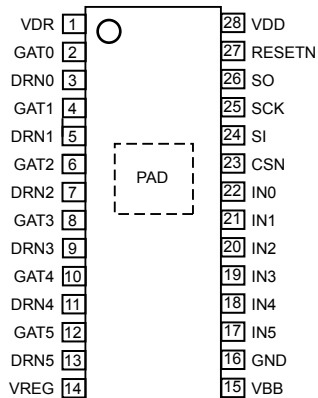 VDR 1 28 VDD
GAT0 2 27 RESETN
DRN0 3 26 SO
GAT1 4 25 SCK
DRN1 5 24 SI
GAT2 6 23 CSN
DRN2 7 PAD 22 IN0
GAT3 8 21 IN1
DRN3 9 20 IN2
GAT4 10 19 IN3
DRN4 11 18 IN4
GAT5 12 17 IN5
DRN5 13 16 GND
VREG 14 15 VBB